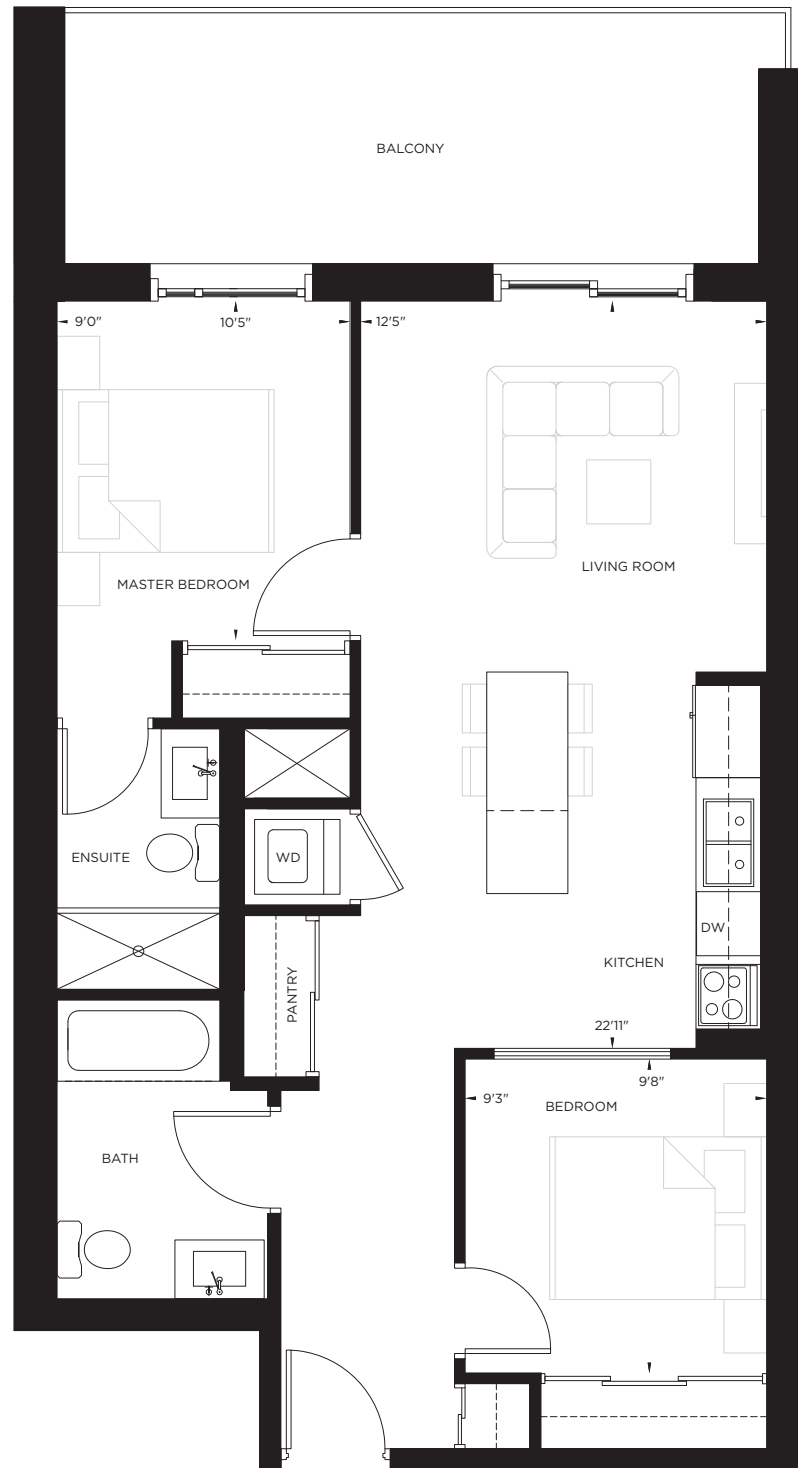 BALCONY
9'0"
10'5"
12'5"
LIVING ROOM
MASTER BEDROOM
ENSUITE
WD
DW
KITCHEN
PANTRY
22'11"
9'8"
9'3"
BEDROOM
BATH